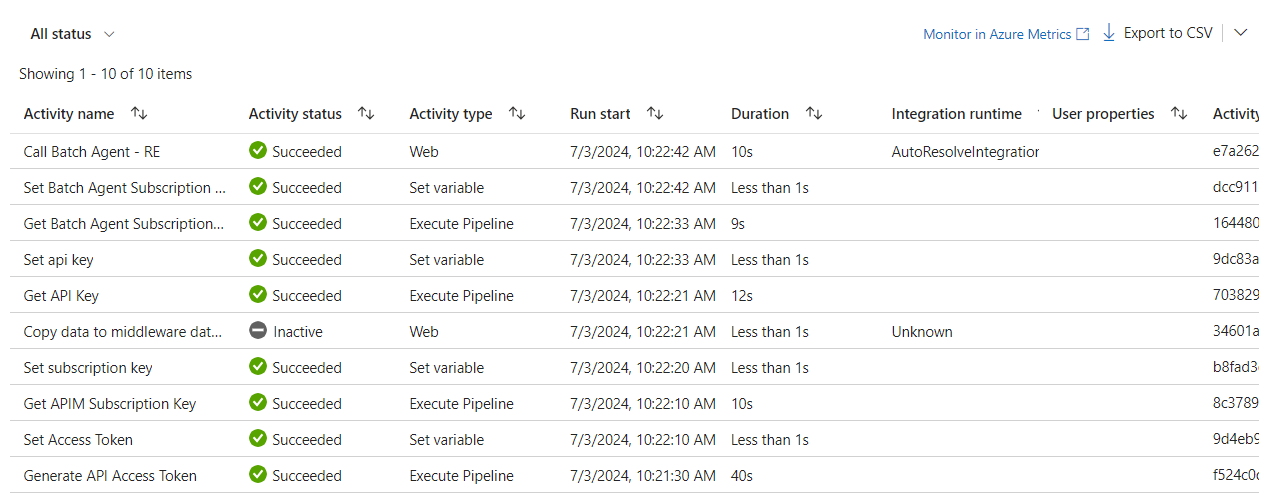 All status Monitor in Azure Metrics Export to CSV
Showing 1 - 10 of 10 items
Activity name Activity status Activity type Run start Duration Integration runtime User properties Activity
Call Batch Agent - RE Succeeded Web 7/3/2024, 10:22:42 AM 10s AutoResolveIntegration e7a262
Set Batch Agent Subscription ... Succeeded Set variable 7/3/2024, 10:22:42 AM Less than 1s dcc911
Get Batch Agent Subscription... Succeeded Execute Pipeline 7/3/2024, 10:22:33 AM 9s 164480
Set api key Succeeded Set variable 7/3/2024, 10:22:33 AM Less than 1s 9dc83a
Get API Key Succeeded Execute Pipeline 7/3/2024, 10:22:21 AM 12s 703829
Copy data to middleware dat... Inactive Web 7/3/2024, 10:22:21 AM Less than 1s Unknown 34601a
Set subscription key Succeeded Set variable 7/3/2024, 10:22:20 AM Less than 1s b8fad3
Get APIM Subscription Key Succeeded Execute Pipeline 7/3/2024, 10:22:10 AM 10s 8c3789
Set Access Token Succeeded Set variable 7/3/2024, 10:22:10 AM Less than 1s 9d4eb9
Generate API Access Token Succeeded Execute Pipeline 7/3/2024, 10:21:30 AM 40s f524c0